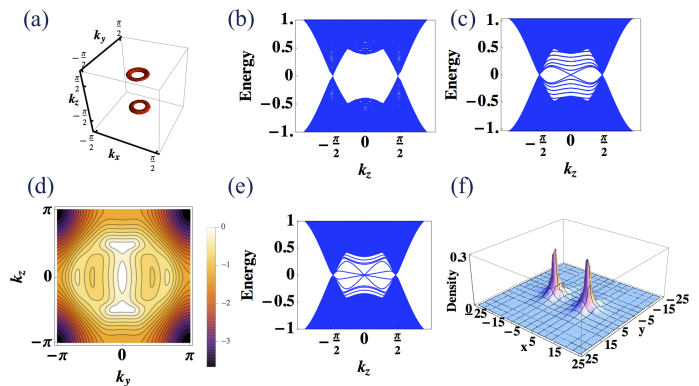 (a)
k_y
π/2
-π/2
k_z
π/2
-π/2
-π/2
k_x
π/2
(b)
Energy
1.
0.5
0
-0.5
-1
-π/2
0
π/2
k_z
(c)
Energy
1.
0.5
0
-0.5
-1.
-π/2
0
π/2
k_z
(d)
k_z
π
0
-π
-π
0
π
k_y
0
-1
-2
-3
(e)
Energy
1
0.5
0
-0.5
-1
-π/2
0
π/2
k_z
(f)
Density
0.3
0
-25
-15
-5
x
5
15
25
-25
-15
-5
y
5
15
25